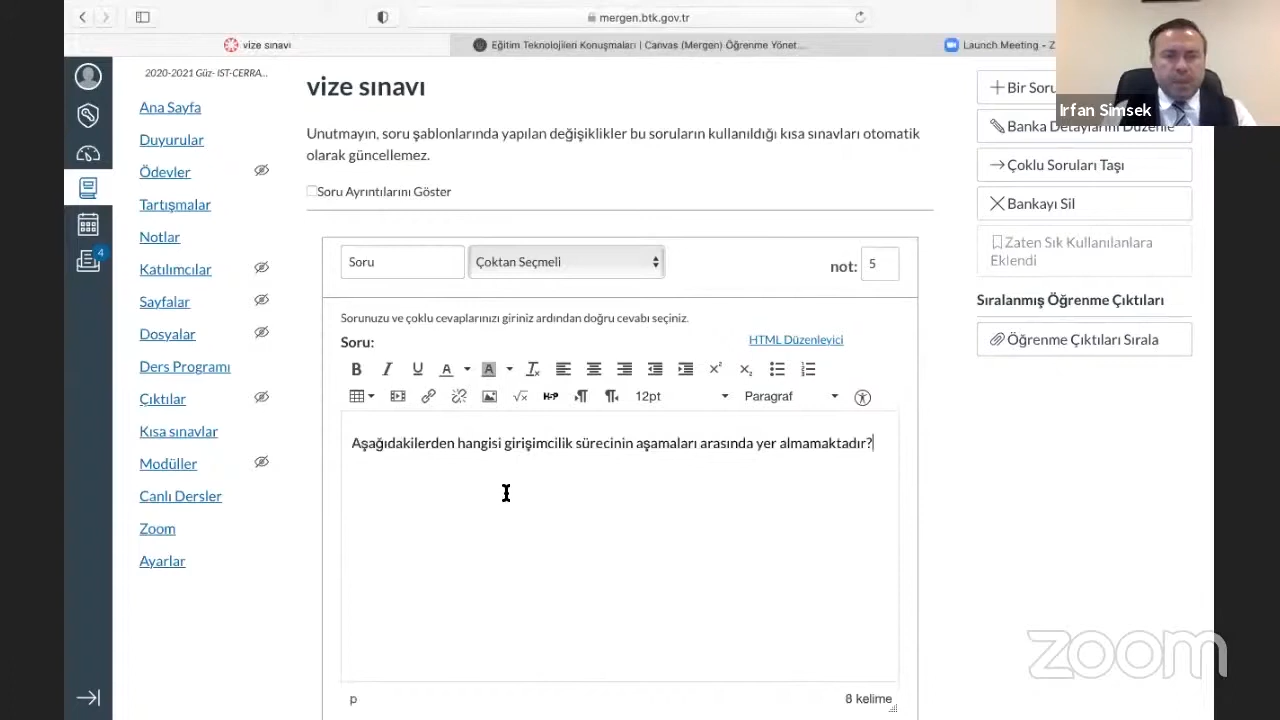 mergen.btk.gov.tr
vize sınavı
Eğitim Teknolojileri Konuşmaları | Canvas (Mergen) Öğrenme Yönet...
Launch Meeting - Z
Irfan Simsek
2020-2021 Güz- IST-CERRA...
Ana Sayfa
Duyurular
Ödevler
Tartışmalar
Notlar
Katılımcılar
Sayfalar
Dosyalar
Ders Programı
Çıktılar
Kısa sınavlar
Modüller
Canlı Dersler
Zoom
Ayarlar
4
vize sınavı
Unutmayın, soru şablonlarında yapılan değişiklikler bu soruların kullanıldığı kısa sınavları otomatik
olarak güncellemez.
Soru Ayrıntılarını Göster
Soru
Çoktan Seçmeli
not: 5
Sorunuzu ve çoklu cevaplarınızı giriniz ardından doğru cevabı seçiniz.
Soru:
HTML Düzenleyici
12pt
Paragraf
Aşağıdakilerden hangisi girişimcilik sürecinin aşamaları arasında yer almamaktadır?
p
8 kelime
Bir Soru
Banka Detaylarını Düzenle
Çoklu Soruları Taşı
Bankayı Sil
Zaten Sık Kullanılanlara
Eklendi
Sıralanmış Öğrenme Çıktıları
Öğrenme Çıktıları Sırala
zoom